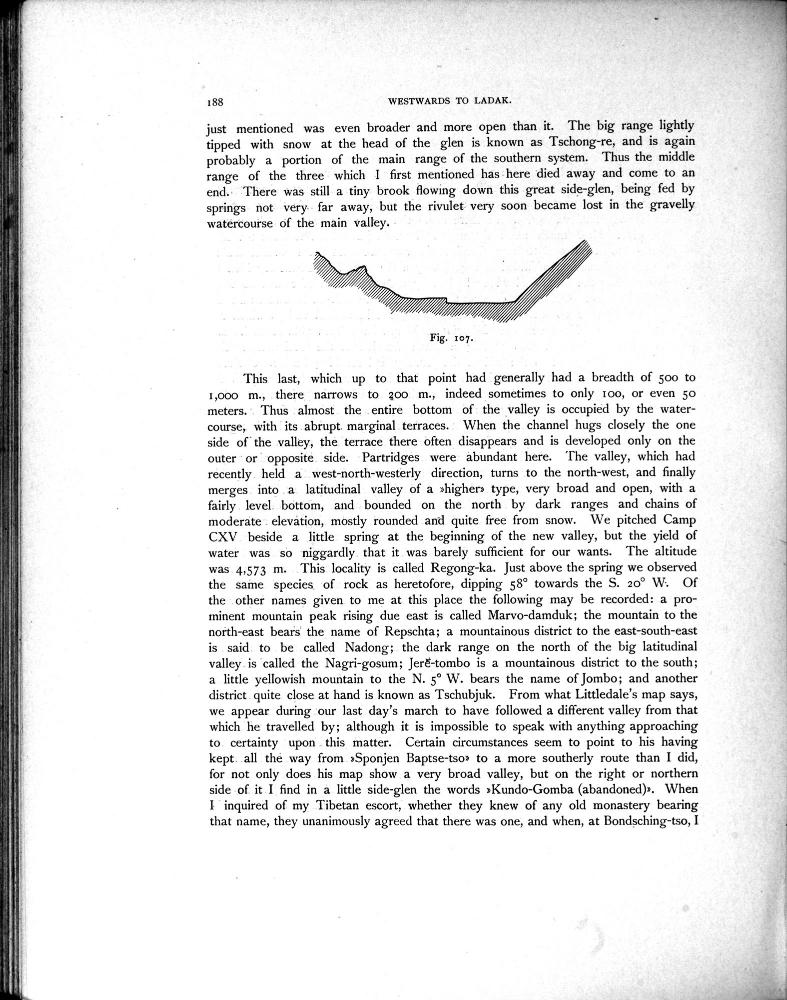 188
WESTWARDS TO LADAK.
just mentioned was even broader and more open than it. The big range lightly
tipped with snow at the head of the glen is known as Tschong-re, and is again
probably a portion of the main range of the southern system. Thus the middle
range of the three which I first mentioned has here died away and come to an
end. There was still a tiny brook flowing down this great side-glen, being fed by
springs not very far away, but the rivulet very soon became lost in the gravelly
watercourse of the main valley.
Fig. 107.
This last, which up to that point had generally had a breadth of 500 to
1,000 m., there narrows to 200 m., indeed sometimes to only 100, or even 50
meters. Thus almost the entire bottom of the valley is occupied by the water-
course, with its abrupt marginal terraces. When the channel hugs closely the one
side of the valley, the terrace there often disappears and is developed only on the
outer or opposite side. Partridges were abundant here. The valley, which had
recently held a west-north-westerly direction, turns to the north-west, and finally
merges into a latitudinal valley of a »higher» type, very broad and open, with a
fairly level bottom, and bounded on the north by dark ranges and chains of
moderate elevation, mostly rounded and quite free from snow. We pitched Camp
CXV beside a little spring at the beginning of the new valley, but the yield of
water was so niggardly that it was barely sufficient for our wants. The altitude
was 4,573 m. This locality is called Regong-ka. Just above the spring we observed
the same species of rock as heretofore, dipping 58° towards the S. 20° W. Of
the other names given to me at this place the following may be recorded: a pro-
minent mountain peak rising due east is called Marvo-damduk; the mountain to the
north-east bears the name of Repschta; a mountainous district to the east-south-east
is said to be called Nadong; the dark range on the north of the big latitudinal
valley is called the Nagri-gosum; Jerĕ-tombo is a mountainous district to the south;
a little yellowish mountain to the N. 5° W. bears the name of Jombo; and another
district quite close at hand is known as Tschubjuk. From what Littledale's map says,
we appear during our last day's march to have followed a different valley from that
which he travelled by; although it is impossible to speak with anything approaching
to certainty upon this matter. Certain circumstances seem to point to his having
kept all the way from »Sponjen Baptse-tso» to a more southerly route than I did,
for not only does his map show a very broad valley, but on the right or northern
side of it I find in a little side-glen the words »Kundo-Gomba (abandoned)». When
I inquired of my Tibetan escort, whether they knew of any old monastery bearing
that name, they unanimously agreed that there was one, and when, at Bondsching-tso, I